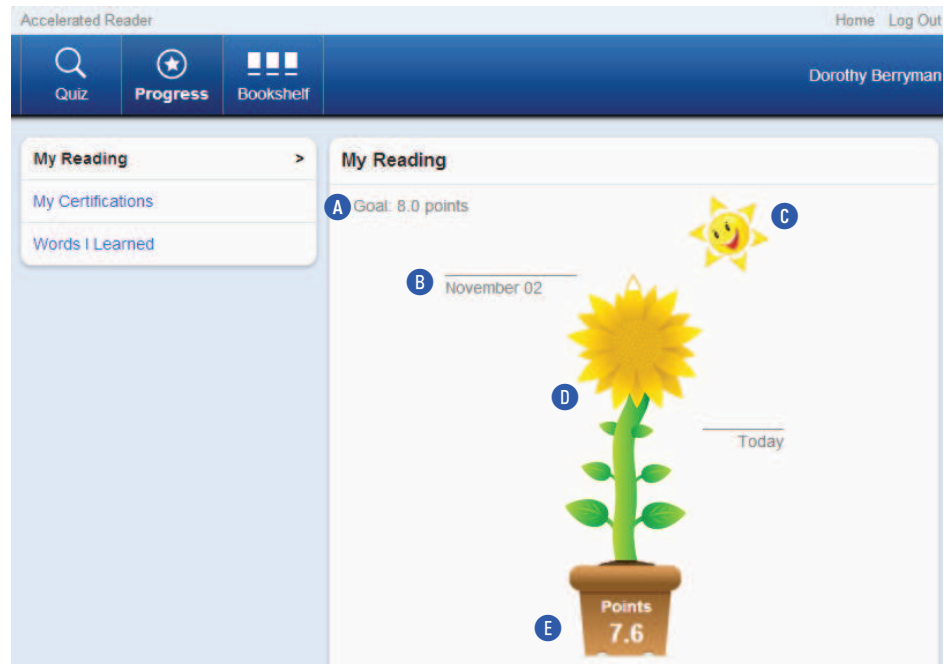 Accelerated Reader Home Log Out
Quiz Progress Bookshelf Dorothy Berryman
My Reading >
My Certifications
Words I Learned
My Reading
A Goal: 8.0 points
C
B November 02
D
Today
Points
E 7.6